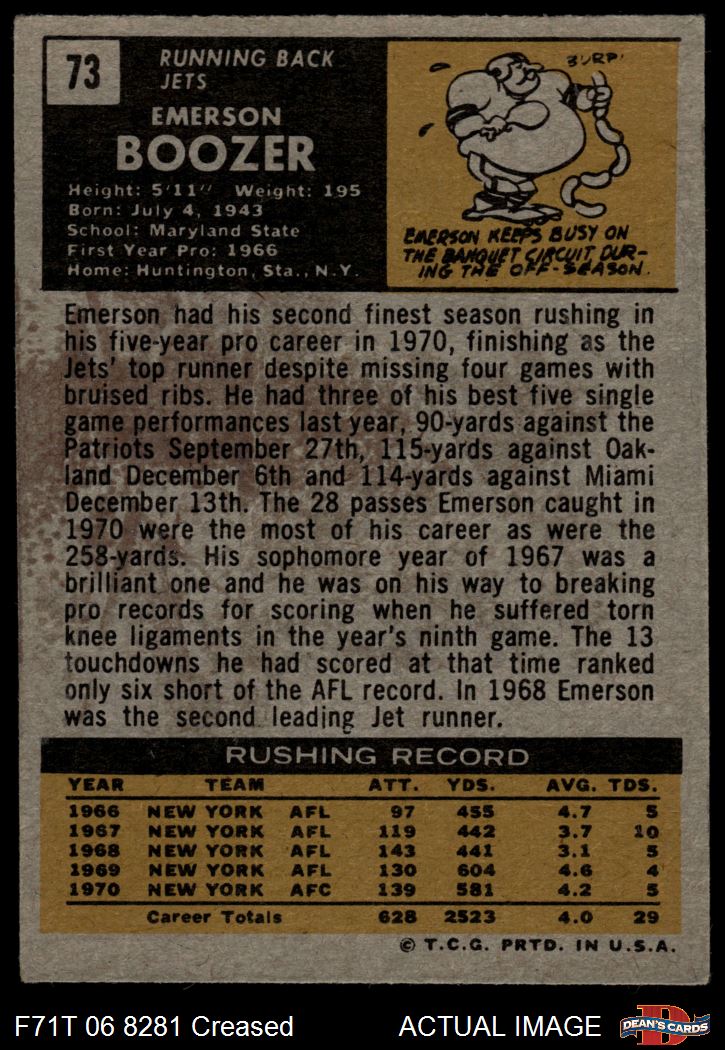 73
RUNNING BACK
JETS
EMERSON
BOOZER
Height: 5'11" Weight: 195
Born: July 4, 1943
School: Maryland State
First Year Pro: 1966
Home: Huntington, Sta., N.Y.
BURP!
EMERSON KEEPS BUSY ON
THE BANQUET CIRCUIT DUR-
ING THE OFF-SEASON.
Emerson had his second finest season rushing in
his five-year pro career in 1970, finishing as the
Jets' top runner despite missing four games with
bruised ribs. He had three of his best five single
game performances last year, 90-yards against the
Patriots September 27th, 115-yards against Oak-
land December 6th and 114-yards against Miami
December 13th. The 28 passes Emerson caught in
1970 were the most of his career as were the
258-yards. His sophomore year of 1967 was a
brilliant one and he was on his way to breaking
pro records for scoring when he suffered torn
knee ligaments in the year's ninth game. The 13
touchdowns he had scored at that time ranked
only six short of the AFL record. In 1968 Emerson
was the second leading Jet runner.
RUSHING RECORD
YEAR TEAM ATT. YDS. AVG. TDS.
1966 NEW YORK AFL 97 455 4.7 5
1967 NEW YORK AFL 119 442 3.7 10
1968 NEW YORK AFL 143 441 3.1 5
1969 NEW YORK AFL 130 604 4.6 4
1970 NEW YORK AFC 139 581 4.2 5
Career Totals 628 2523 4.0 29
© T.C.G. PRTD. IN U.S.A.
F71T 06 8281 Creased ACTUAL IMAGE
D
DEAN'S CARDS